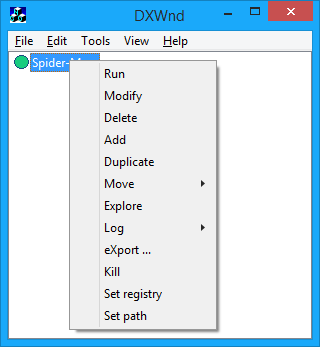 DXWnd
File Edit Tools View Help
Spider-
Run
Modify
Delete
Add
Duplicate
Move
Explore
Log
eXport ...
Kill
Set registry
Set path